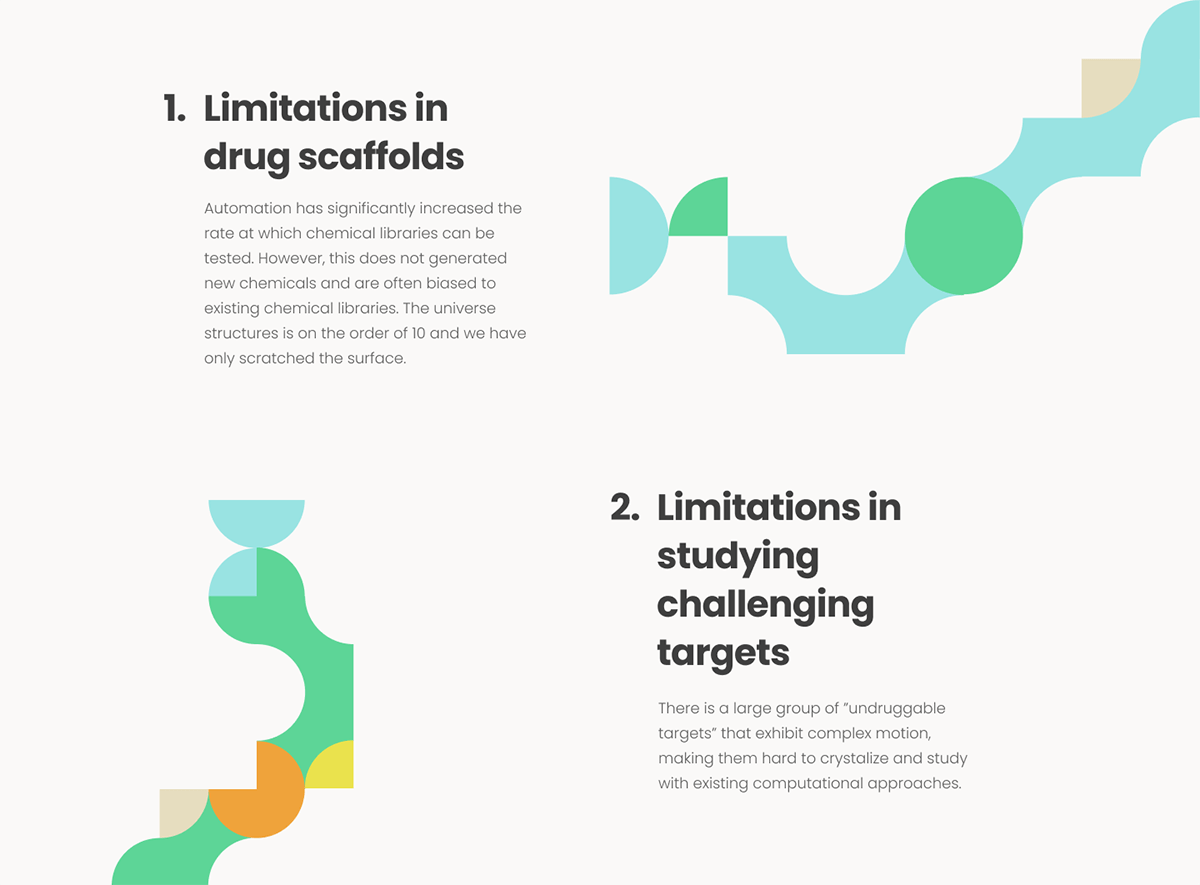 1. Limitations in
drug scaffolds
Automation has significantly increased the
rate at which chemical libraries can be
tested. However, this does not generated
new chemicals and are often biased to
existing chemical libraries. The universe
structures is on the order of 10 and we have
only scratched the surface.
2. Limitations in
studying
challenging
targets
There is a large group of ”undruggable
targets” that exhibit complex motion,
making them hard to crystalize and study
with existing computational approaches.